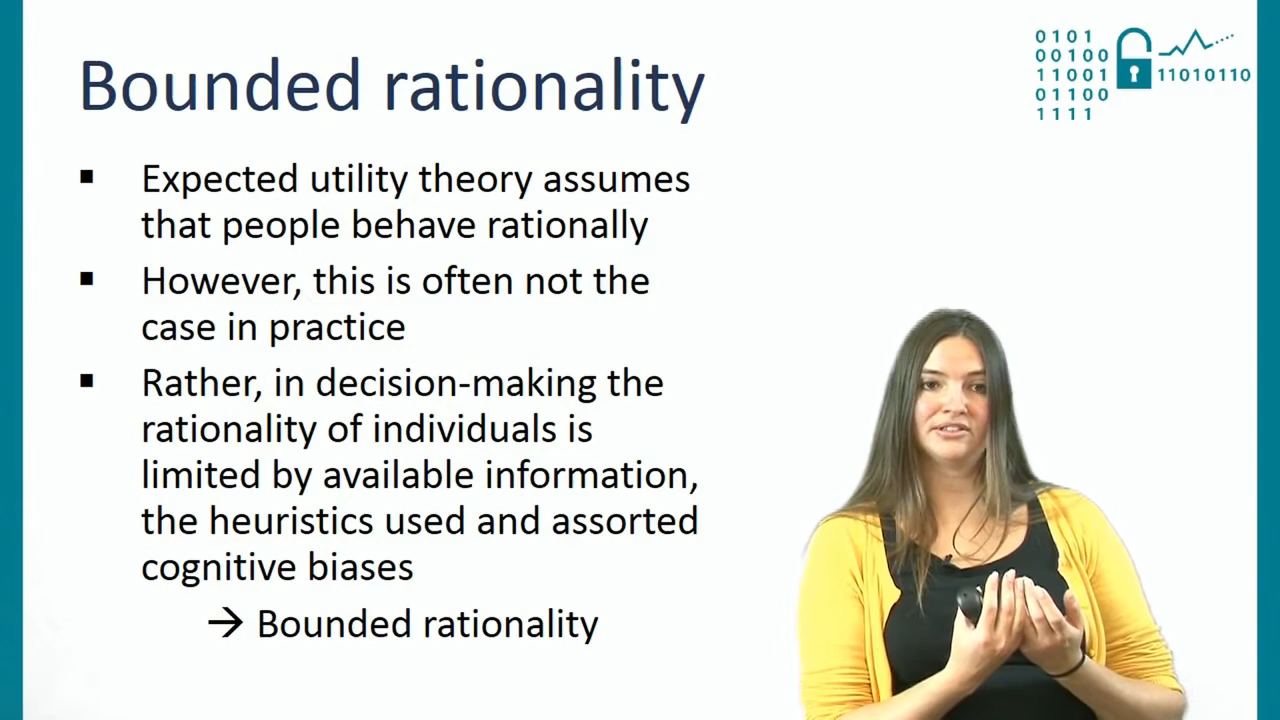 Bounded rationality
0101
00100
11001
11010110
01100
1111
▪ Expected utility theory assumes
that people behave rationally
▪ However, this is often not the
case in practice
▪ Rather, in decision-making the
rationality of individuals is
limited by available information,
the heuristics used and assorted
cognitive biases
→ Bounded rationality